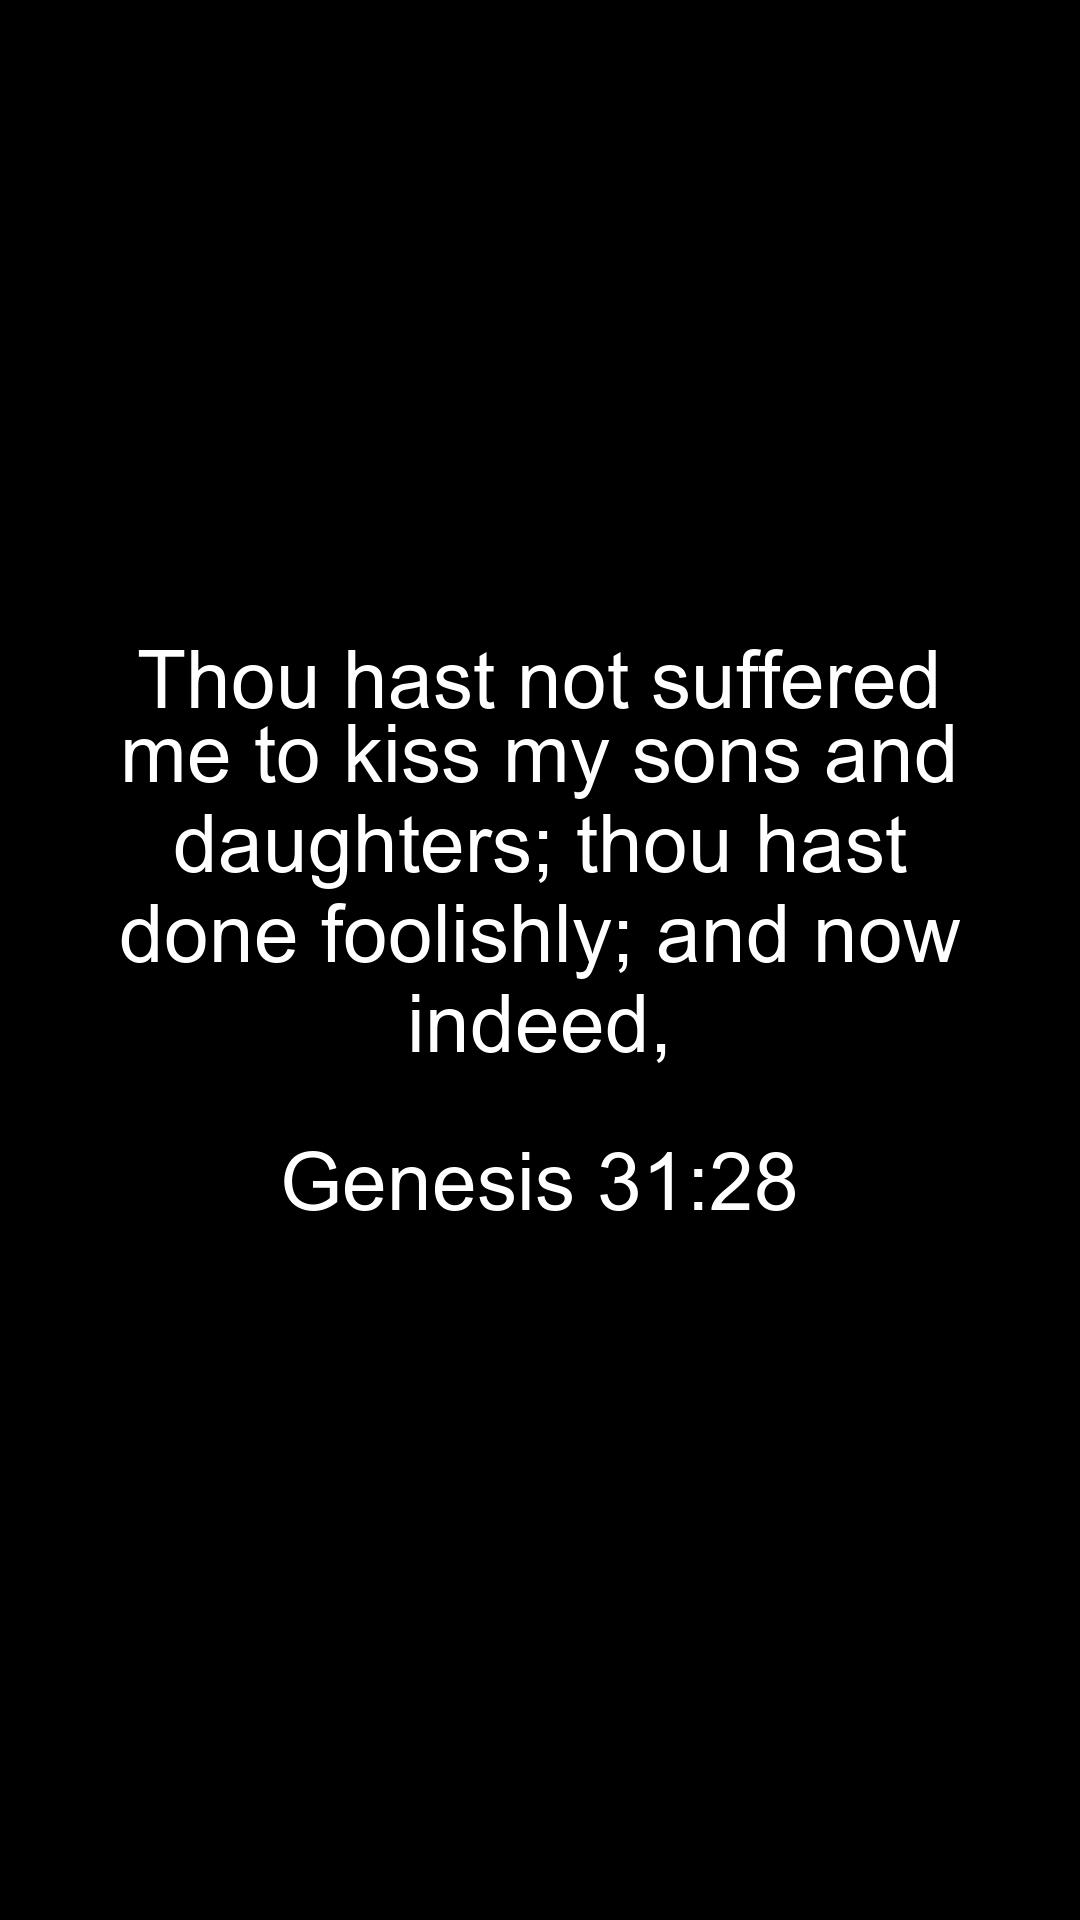 Thou hast not suffered
me to kiss my sons and
daughters; thou hast
done foolishly; and now
indeed,
Genesis 31:28